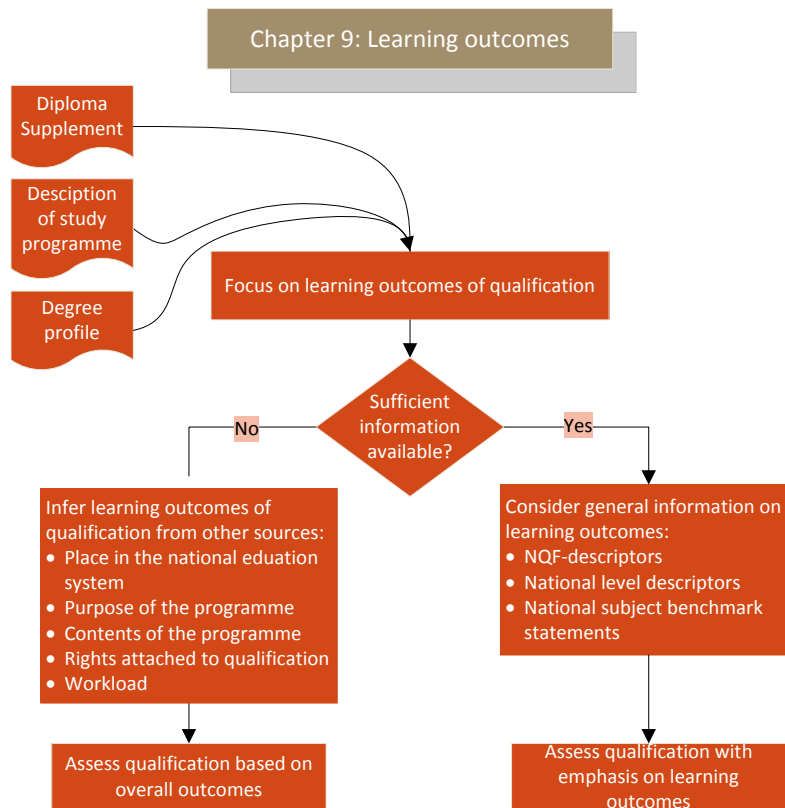 Chapter 9: Learning outcomes
Diploma
Supplement
Desciption
of study
programme
Degree
profile
Focus on learning outcomes of qualification
Sufficient
information
available?
No
Yes
Infer learning outcomes of
qualification from other sources:
• Place in the national eduation
system
• Purpose of the programme
• Contents of the programme
• Rights attached to qualification
• Workload
Consider general information on
learning outcomes:
• NQF-descriptors
• National level descriptors
• National subject benchmark
statements
Assess qualification based on
overall outcomes
Assess qualification with
emphasis on learning
outcomes